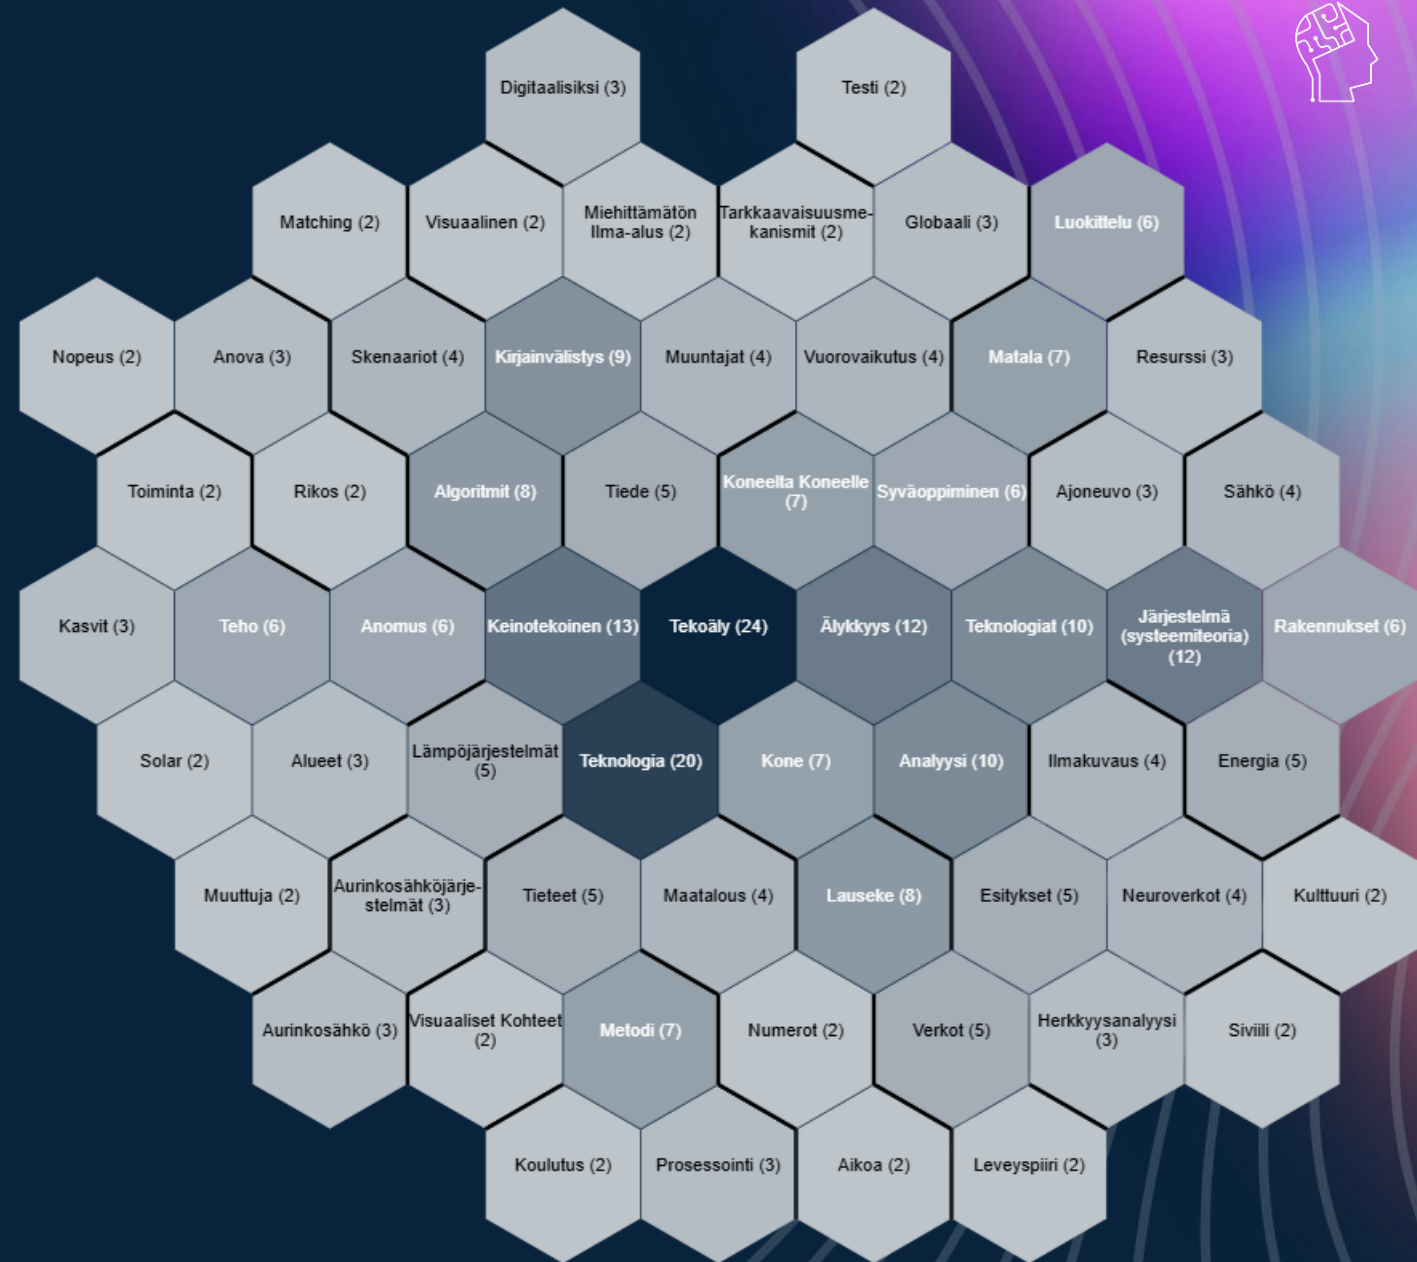 Digitaalisiksi (3)
Testi (2)
Matching (2)
Visuaalinen (2)
Miehittämätön
Ilma-alus (2)
Tarkkaavaisuusme-
kanismit (2)
Globaali (3)
Luokittelu (6)
Nopeus (2)
Anova (3)
Skenaariot (4)
Kirjainvälistys (9)
Muuntajat (4)
Vuorovaikutus (4)
Matala (7)
Resurssi (3)
Toiminta (2)
Rikos (2)
Algoritmit (8)
Tiede (5)
Koneelta Koneelle
(7)
Syväoppiminen (6)
Ajoneuvo (3)
Sähkö (4)
Kasvit (3)
Teho (6)
Anomus (6)
Keinotekoinen (13)
Tekoäly (24)
Älykkyys (12)
Teknologiat (10)
Järjestelmä
(systeemiteoria)
(12)
Rakennukset (6)
Solar (2)
Alueet (3)
Lämpöjärjestelmät
(5)
Teknologia (20)
Kone (7)
Analyysi (10)
Ilmakuvaus (4)
Energia (5)
Muuttuja (2)
Aurinkosähköjärje-
stelmät (3)
Tieteet (5)
Maatalous (4)
Lauseke (8)
Esitykset (5)
Neuroverkot (4)
Kulttuuri (2)
Aurinkosähkö (3)
Visuaaliset Kohteet
(2)
Metodi (7)
Numerot (2)
Verkot (5)
Herkkyysanalyysi
(3)
Siviili (2)
Koulutus (2)
Prosessointi (3)
Aikoa (2)
Leveyspiiri (2)